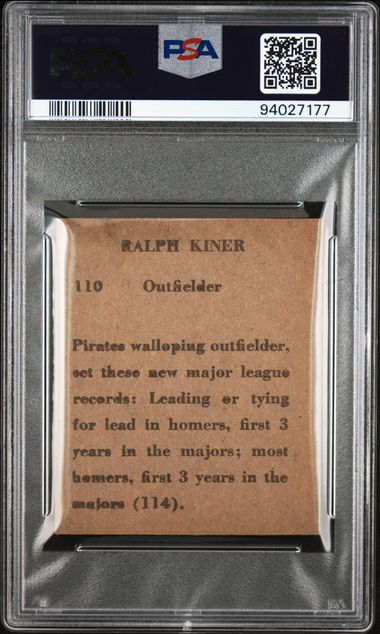 PSA
PSA
94027177
RALPH KINER
110 Outfielder
Pirates walloping outfielder,
set these new major league
records: Leading or tying
for lead in homers, first 3
years in the majors; most
homers, first 3 years in the
majors (114).